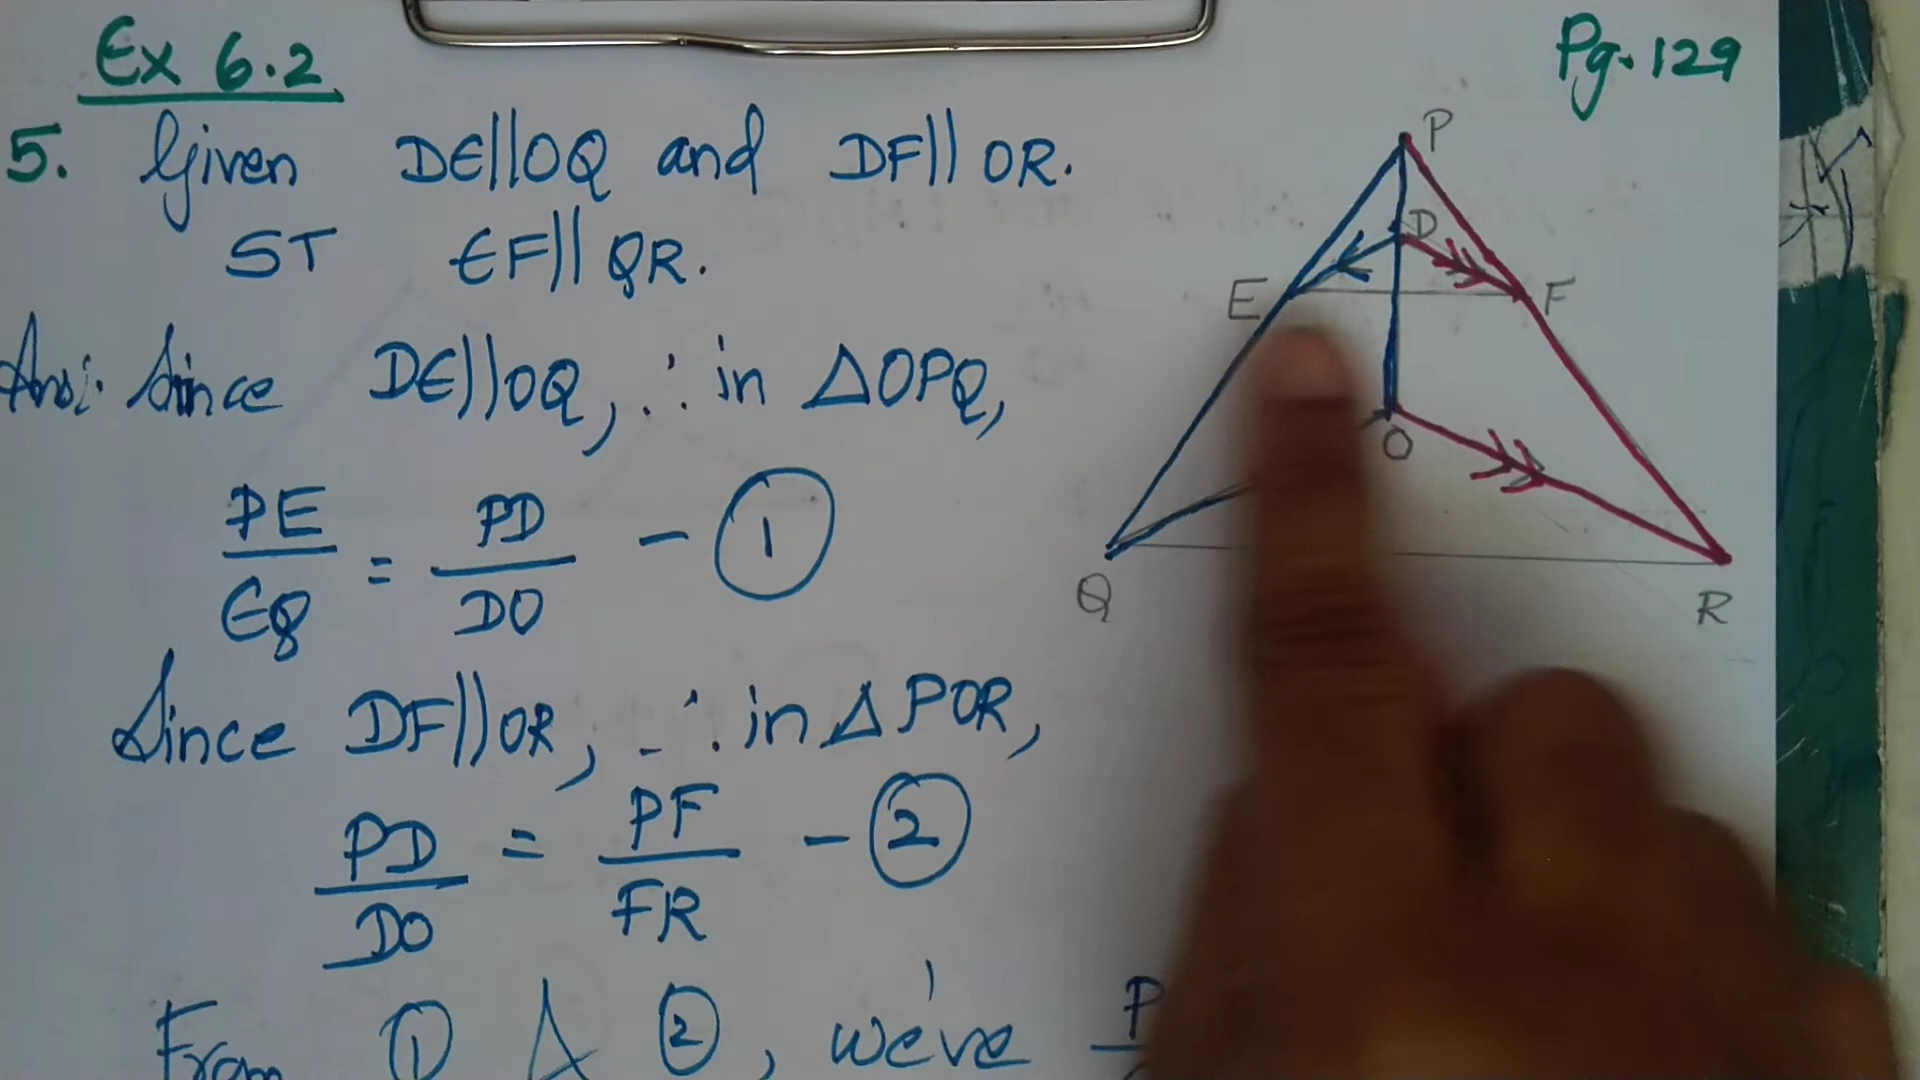 Ex 6.2
Pg. 129
5. Given DE||OQ and DF|| OR.
ST EF|| QR.
Ans: Since DE||OQ, ∴ in △OPQ,
PE/EQ = PD/DO - ①
Since DF||OR, ∴ in △POR,
PD/DO = PF/FR - ②
From ① & ②, we've P
P
D
E
F
O
Q
R